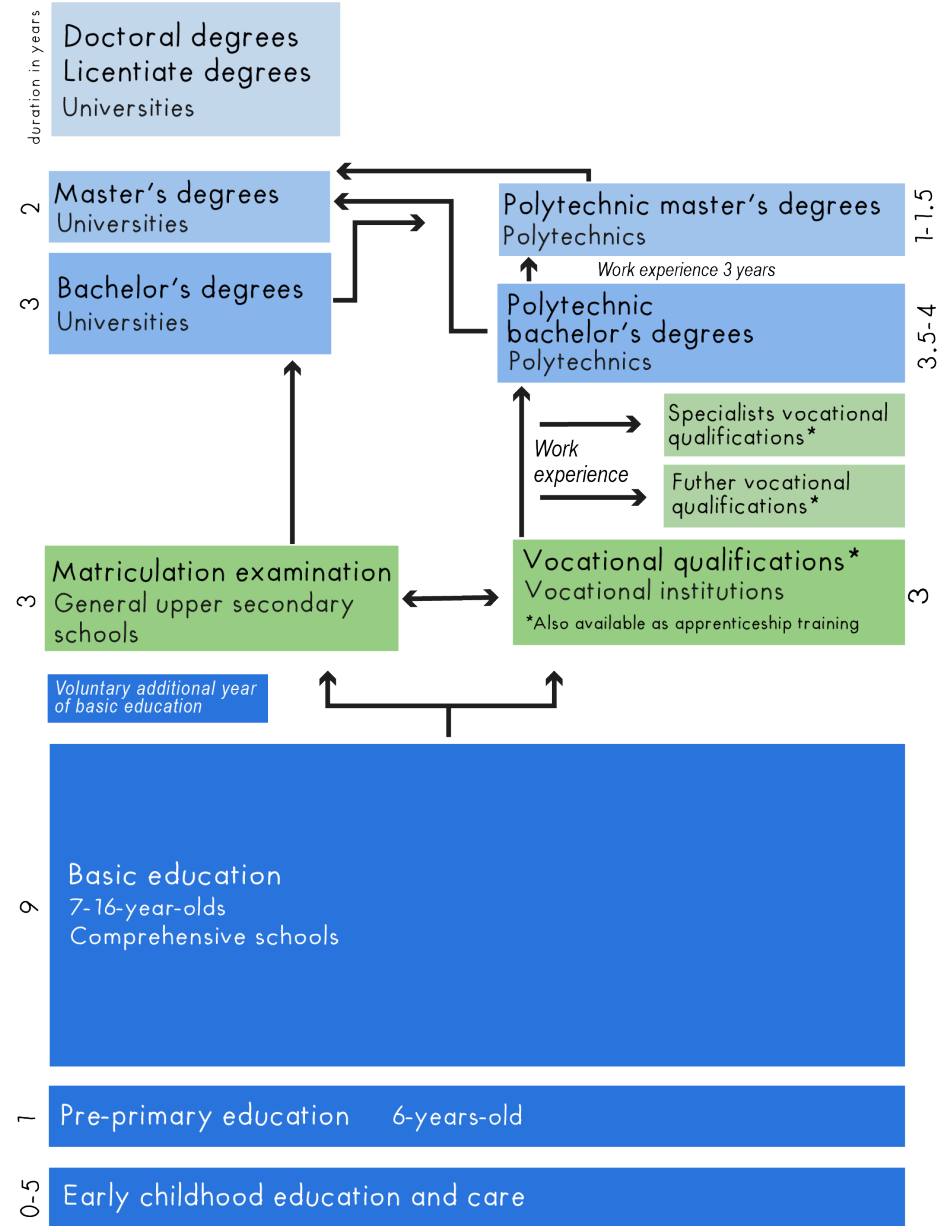 duration in years
Doctoral degrees
Licentiate degrees
Universities
2
Master's degrees
Universities
Polytechnic master's degrees
Polytechnics
1-1.5
Work experience 3 years
3
Bachelor's degrees
Universities
Polytechnic
bachelor's degrees
Polytechnics
3.5-4
Specialists vocational
qualifications*
Work
experience
Futher vocational
qualifications*
3
Matriculation examination
General upper secondary
schools
Vocational qualifications*
Vocational institutions
*Also available as apprenticeship training
3
Voluntary additional year
of basic education
9
Basic education
7-16-year-olds
Comprehensive schools
1
Pre-primary education 6-years-old
0-5
Early childhood education and care